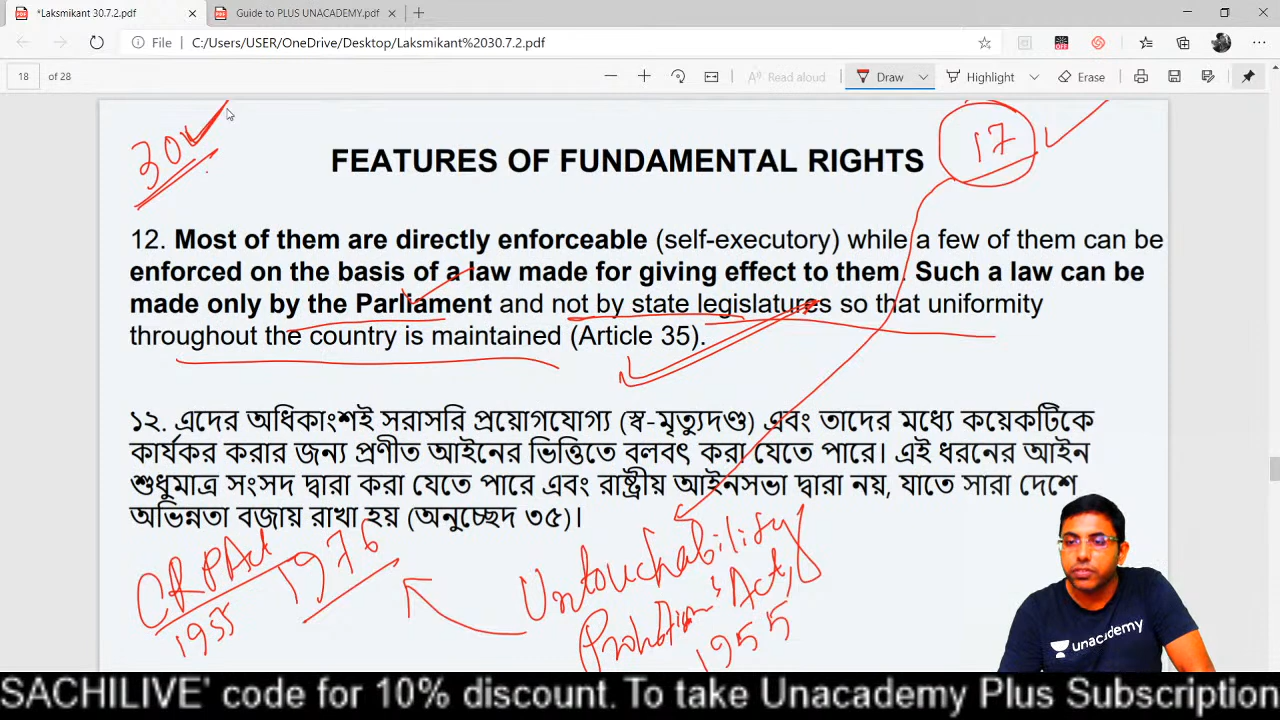 *Laksmikant 30.7.2.pdf
Guide to PLUS UNACADEMY.pdf
File
C:/Users/USER/OneDrive/Desktop/Laksmikant%2030.7.2.pdf
OFF
18 of 28
Read aloud
Draw
Highlight
Erase
30
17
FEATURES OF FUNDAMENTAL RIGHTS
12. Most of them are directly enforceable (self-executory) while a few of them can be
enforced on the basis of a law made for giving effect to them. Such a law can be
made only by the Parliament and not by state legislatures so that uniformity
throughout the country is maintained (Article 35).
১২. এদের অধিকাংশই সরাসরি প্রয়োগযোগ্য (স্ব-মৃত্যুদণ্ড) এবং তাদের মধ্যে কয়েকটিকে
কার্যকর করার জন্য প্রণীত আইনের ভিত্তিতে বলবৎ করা যেতে পারে। এই ধরনের আইন
শুধুমাত্র সংসদ দ্বারা করা যেতে পারে এবং রাষ্ট্রীয় আইনসভা দ্বারা নয়, যাতে সারা দেশে
অভিন্নতা বজায় রাখা হয় (অনুচ্ছেদ ৩৫)।
CRPAct 1976
1955
Untouchability
Act,
1955
unacademy
SACHILIVE' code for 10% discount. To take Unacademy Plus Subscription